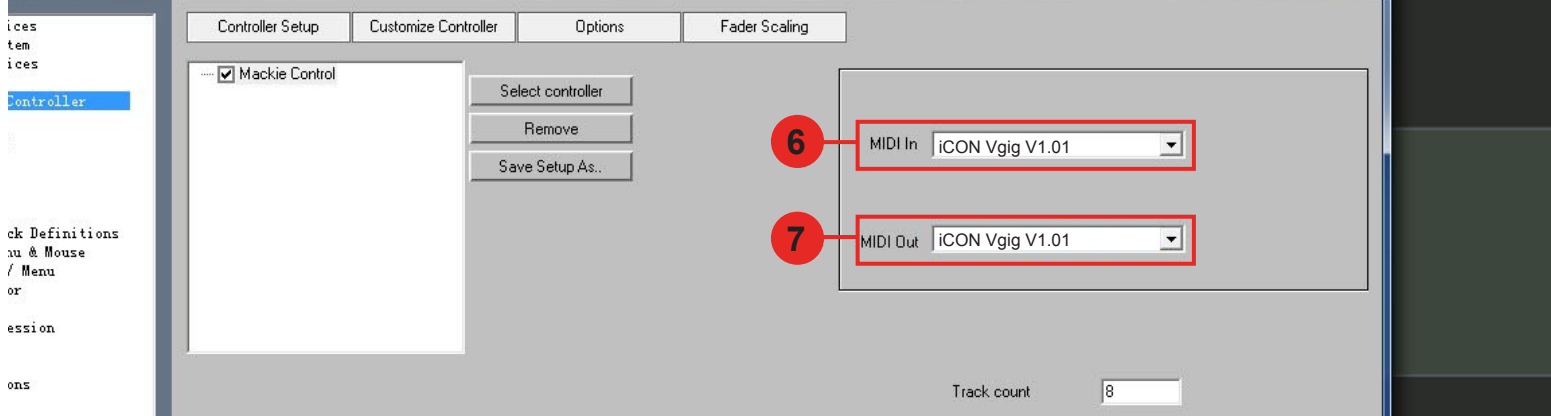 ices
tem
ices
Controller
ck Definitions
nu & Mouse
/ Menu
or
ession
ons
Controller Setup
Customize Controller
Options
Fader Scaling
Mackie Control
Select controller
Remove
Save Setup As..
6
MIDI In
iCON Vgig V1.01
7
MIDI Out
iCON Vgig V1.01
Track count
8